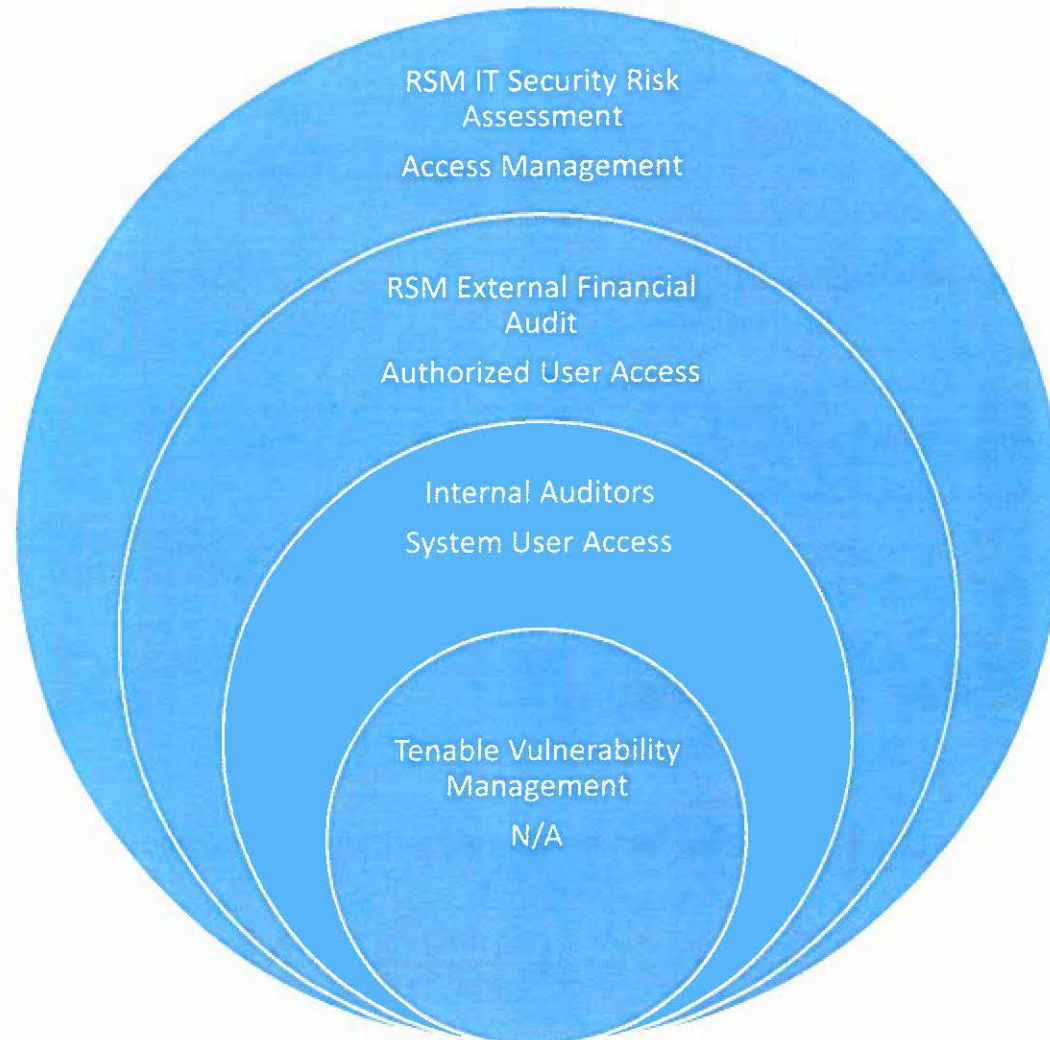 RSM IT Security Risk
Assessment
Access Management
RSM External Financial
Audit
Authorized User Access
Internal Auditors
System User Access
Tenable Vulnerability
Management
N/A